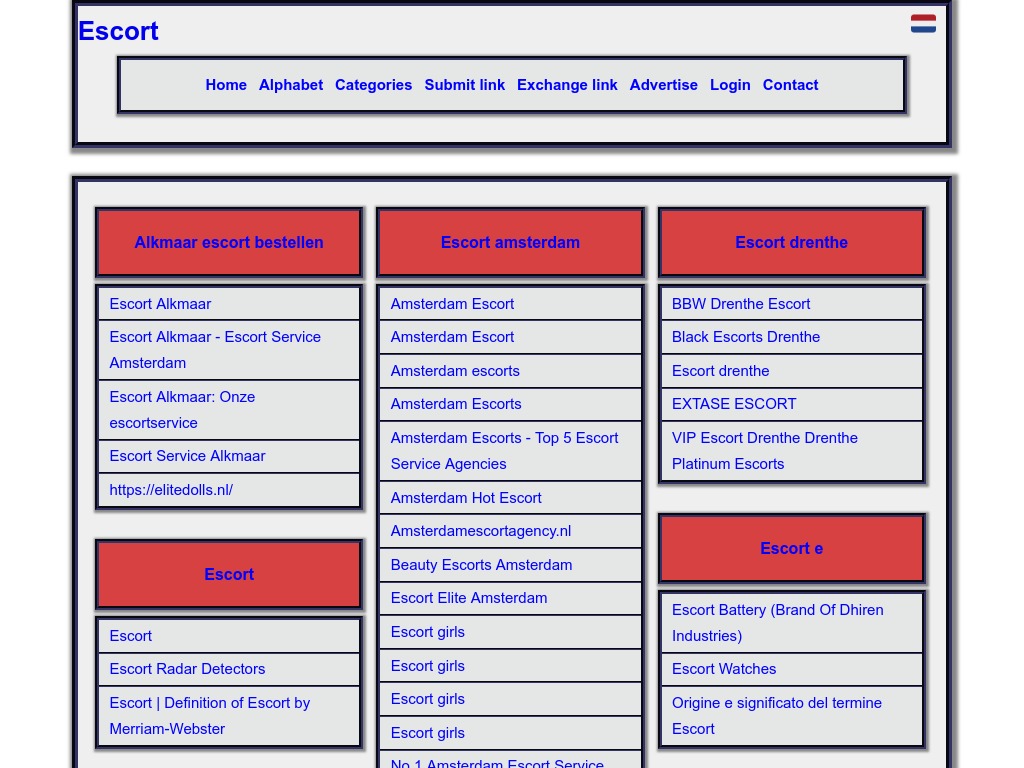 Escort
Home Alphabet Categories Submit link Exchange link Advertise Login Contact
Alkmaar escort bestellen
Escort Alkmaar
Escort Alkmaar - Escort Service
Amsterdam
Escort Alkmaar: Onze
escortservice
Escort Service Alkmaar
https://elitedolls.nl/
Escort
Escort
Escort Radar Detectors
Escort | Definition of Escort by
Merriam-Webster
Escort amsterdam
Amsterdam Escort
Amsterdam Escort
Amsterdam escorts
Amsterdam Escorts
Amsterdam Escorts - Top 5 Escort
Service Agencies
Amsterdam Hot Escort
Amsterdamescortagency.nl
Beauty Escorts Amsterdam
Escort Elite Amsterdam
Escort girls
Escort girls
Escort girls
Escort girls
No.1 Amsterdam Escort Service
Escort drenthe
BBW Drenthe Escort
Black Escorts Drenthe
Escort drenthe
EXTASE ESCORT
VIP Escort Drenthe Drenthe
Platinum Escorts
Escort e
Escort Battery (Brand Of Dhiren
Industries)
Escort Watches
Origine e significato del termine
Escort